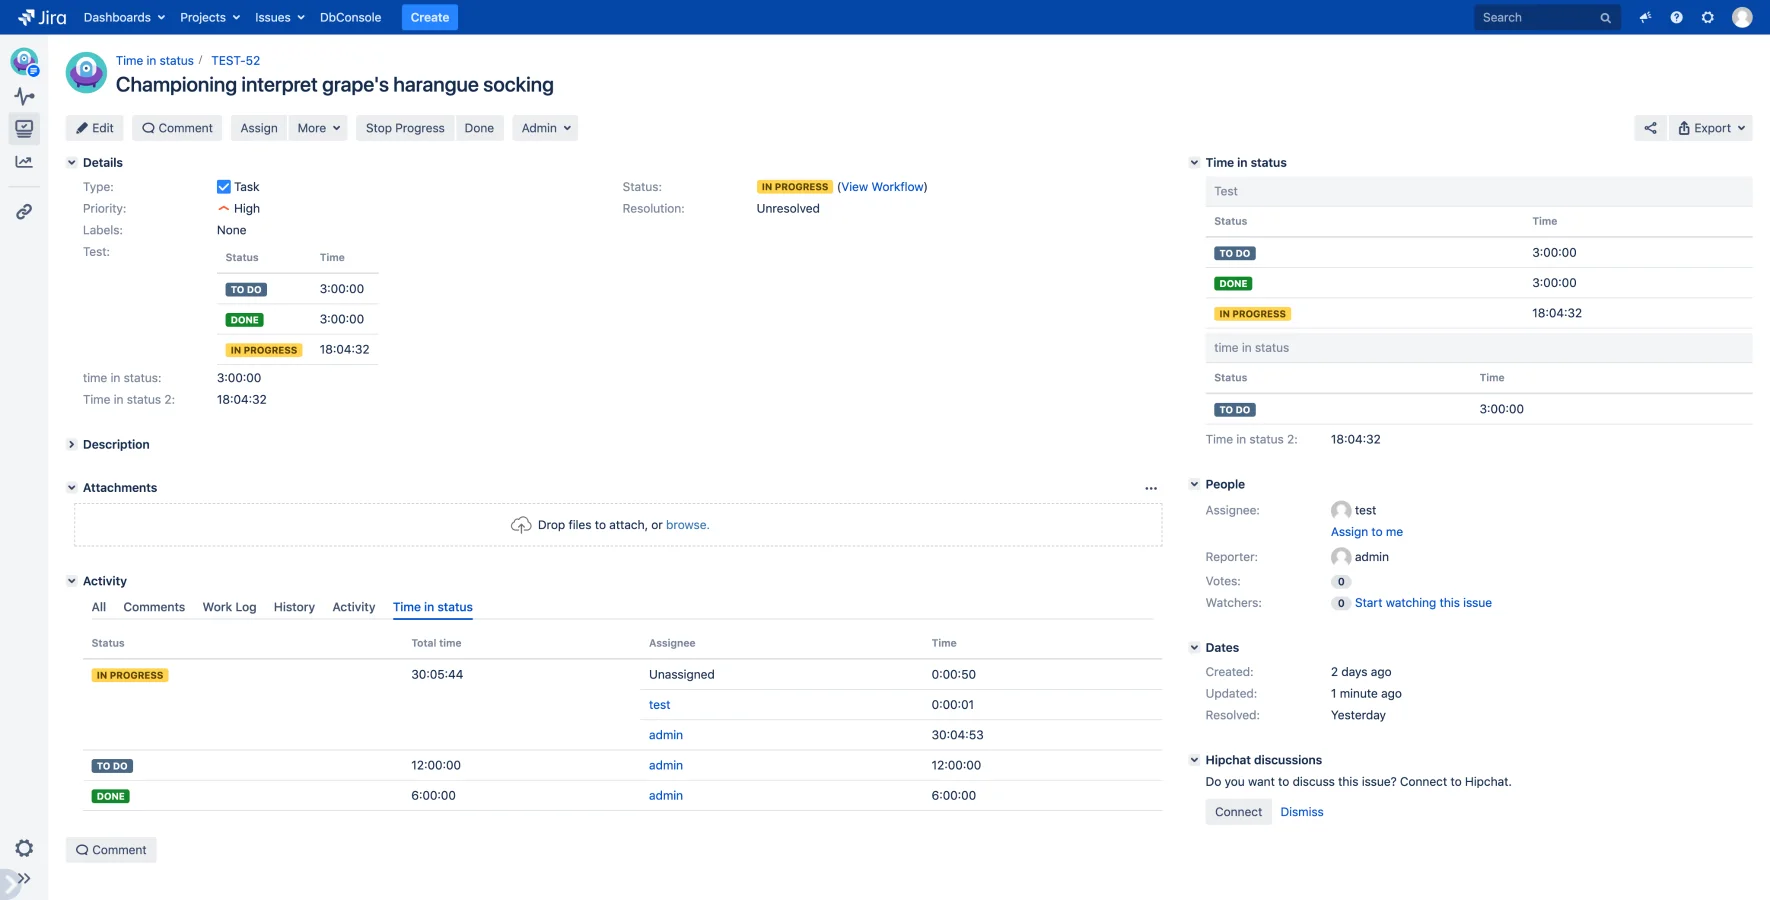 Jira Dashboards Projects Issues DbConsole Create Search
Time in status / TEST-52
Championing interpret grape's harangue socking
Edit Comment Assign More Stop Progress Done Admin Export
Details
Type: Task
Priority: High
Labels: None
Test:
Status Time
TO DO 3:00:00
DONE 3:00:00
IN PROGRESS 18:04:32
time in status: 3:00:00
Time in status 2: 18:04:32
Status: IN PROGRESS (View Workflow)
Resolution: Unresolved
Description
Attachments
Drop files to attach, or browse.
Activity
All Comments Work Log History Activity Time in status
Status Total time Assignee Time
IN PROGRESS 30:05:44 Unassigned 0:00:50
test 0:00:01
admin 30:04:53
TO DO 12:00:00 admin 12:00:00
DONE 6:00:00 admin 6:00:00
Comment
Time in status
Test
Status Time
TO DO 3:00:00
DONE 3:00:00
IN PROGRESS 18:04:32
time in status
Status Time
TO DO 3:00:00
Time in status 2: 18:04:32
People
Assignee: test
Assign to me
Reporter: admin
Votes: 0
Watchers: 0 Start watching this issue
Dates
Created: 2 days ago
Updated: 1 minute ago
Resolved: Yesterday
Hipchat discussions
Do you want to discuss this issue? Connect to Hipchat.
Connect Dismiss